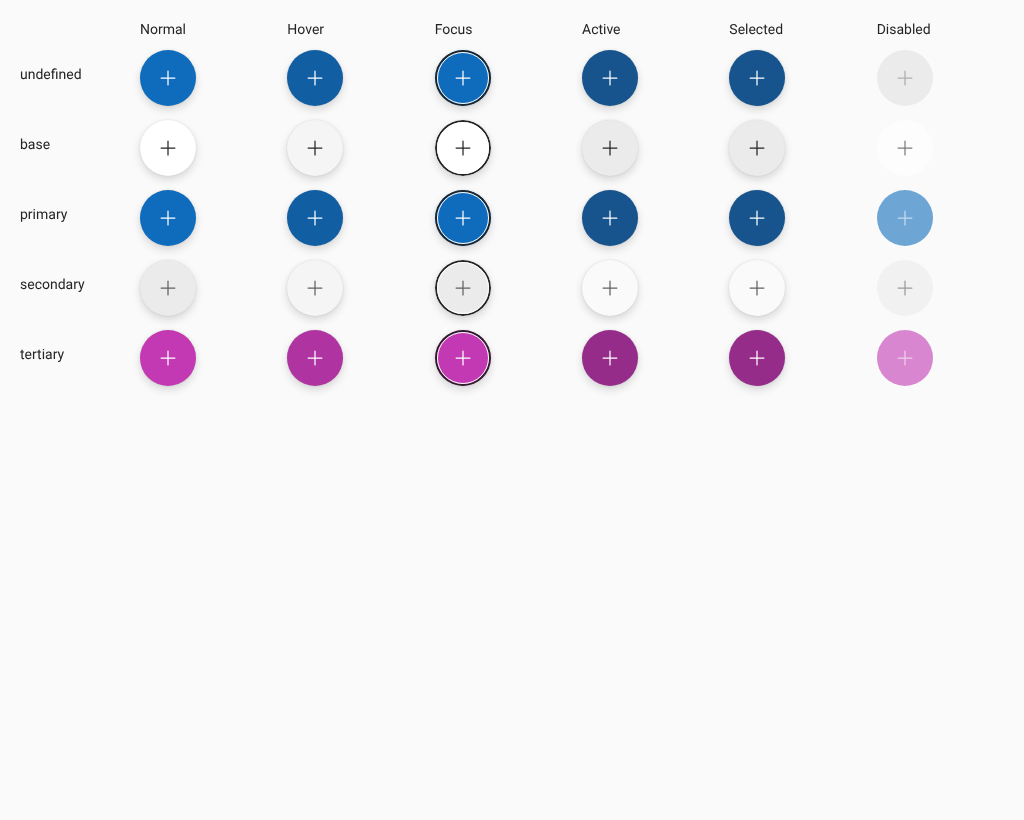 Normal Hover Focus Active Selected Disabled
undefined
base
primary
secondary
tertiary